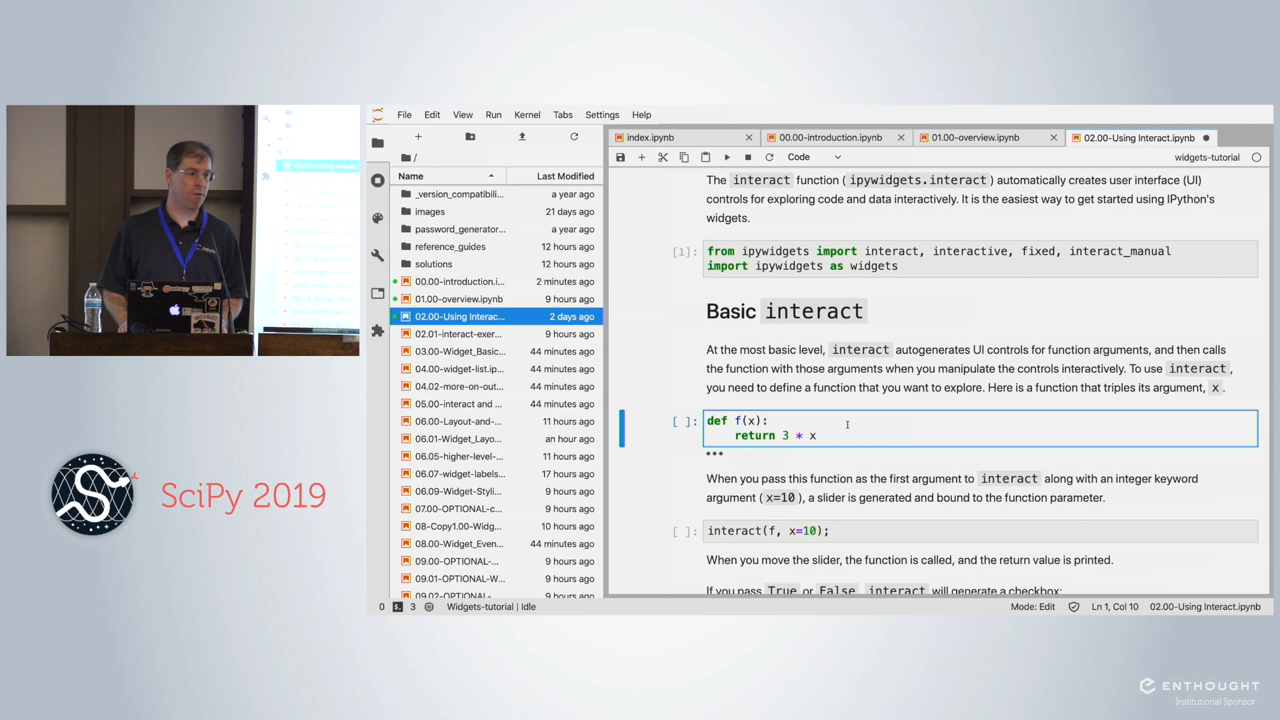 File Edit View Run Kernel Tabs Settings Help
/
Name Last Modified
_version_compatibili... a year ago
images 21 days ago
password_generator... a year ago
reference_guides 12 hours ago
solutions 12 hours ago
00.00-introduction.i... 2 minutes ago
01.00-overview.ipynb 9 hours ago
02.00-Using Interac... 2 days ago
02.01-interact-exer... 9 hours ago
03.00-Widget_Basic... 44 minutes ago
04.00-widget-list.ip... 44 minutes ago
04.02-more-on-out... 44 minutes ago
05.00-interact and ... 44 minutes ago
06.00-Layout-and-... 11 hours ago
06.01-Widget_Layo... an hour ago
06.05-higher-level-... 11 hours ago
06.07-widget-labels... 17 hours ago
06.09-Widget-Styli... 9 hours ago
07.00-OPTIONAL-c... 9 hours ago
08-Copy1.00-Widg... 10 hours ago
08.00-Widget_Even... 44 minutes ago
09.00-OPTIONAL-... 9 hours ago
09.01-OPTIONAL-W... 9 hours ago
09.02-OPTIONAL-... 9 hours ago
index.ipynb 00.00-introduction.ipynb 01.00-overview.ipynb 02.00-Using Interact.ipynb
Code widgets-tutorial
The interact function (ipywidgets.interact) automatically creates user interface (UI)
controls for exploring code and data interactively. It is the easiest way to get started using IPython's
widgets.
[1]: from ipywidgets import interact, interactive, fixed, interact_manual
import ipywidgets as widgets
Basic interact
At the most basic level, interact autogenerates UI controls for function arguments, and then calls
the function with those arguments when you manipulate the controls interactively. To use interact,
you need to define a function that you want to explore. Here is a function that triples its argument, x.
[ ]: def f(x):
return 3 * x
•••
When you pass this function as the first argument to interact along with an integer keyword
argument (x=10), a slider is generated and bound to the function parameter.
[ ]: interact(f, x=10);
When you move the slider, the function is called, and the return value is printed.
If you pass True or False, interact will generate a checkbox:
0 3 Widgets-tutorial | Idle Mode: Edit Ln 1, Col 10 02.00-Using Interact.ipynb
SciPy 2019
ENTHOUGHT
Institutional Sponsor